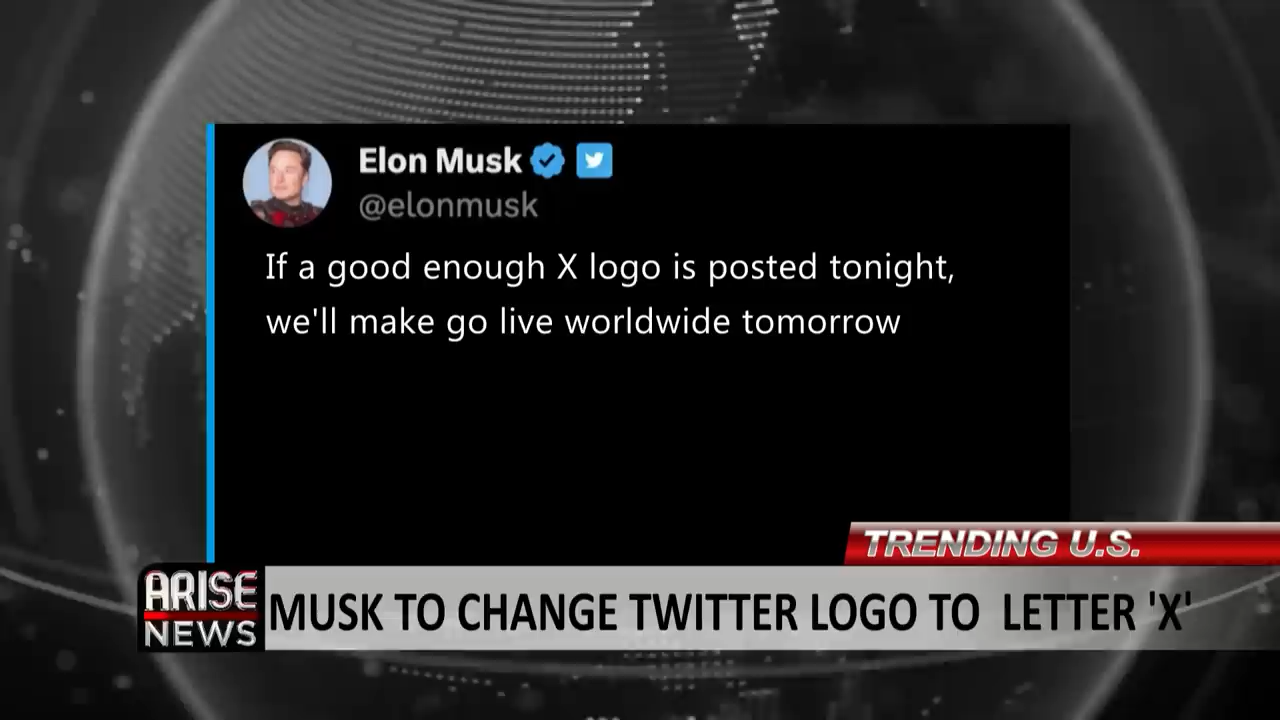 Elon Musk
@elonmusk
If a good enough X logo is posted tonight,
we'll make go live worldwide tomorrow
TRENDING U.S.
ARISE
NEWS
MUSK TO CHANGE TWITTER LOGO TO LETTER 'X'